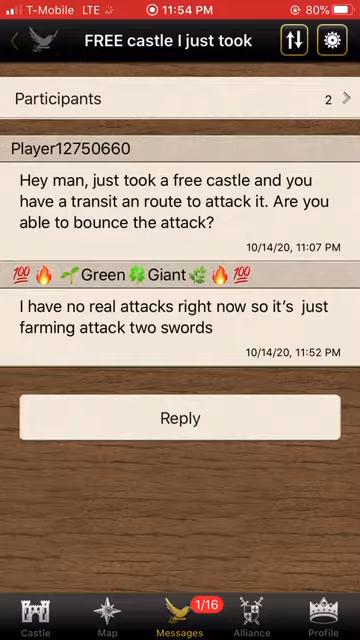 T-Mobile LTE 11:54 PM 80%
FREE castle I just took
Participants 2
Player12750660
Hey man, just took a free castle and you
have a transit an route to attack it. Are you
able to bounce the attack?
10/14/20, 11:07 PM
💯🔥 🌱Green🍀Giant🌿🔥💯
I have no real attacks right now so it's just
farming attack two swords
10/14/20, 11:52 PM
Reply
1/16
Castle Map Messages Alliance Profile